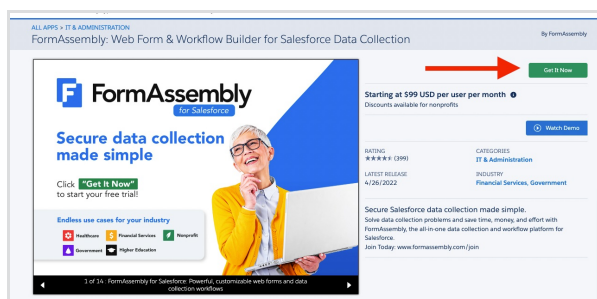 ALL APPS > IT & ADMINISTRATION
FormAssembly: Web Form & Workflow Builder for Salesforce Data Collection
By FormAssembly
FormAssembly
for Salesforce
Secure data collection
made simple
Click "Get It Now"
to start your free trial!
Endless use cases for your industry
Healthcare
Financial Services
Nonprofit
Government
Higher Education
1 of 14 : FormAssembly for Salesforce: Powerful, customizable web forms and data
collection workflows
Get It Now
Starting at $99 USD per user per month
Discounts available for nonprofits
Watch Demo
RATING
(399)
CATEGORIES
IT & Administration
LATEST RELEASE
4/26/2022
INDUSTRY
Financial Services, Government
Secure Salesforce data collection made simple.
Solve data collection problems and save time, money, and effort with
FormAssembly, the all-in-one data collection and workflow platform for
Salesforce.
Join Today: www.formassembly.com/join